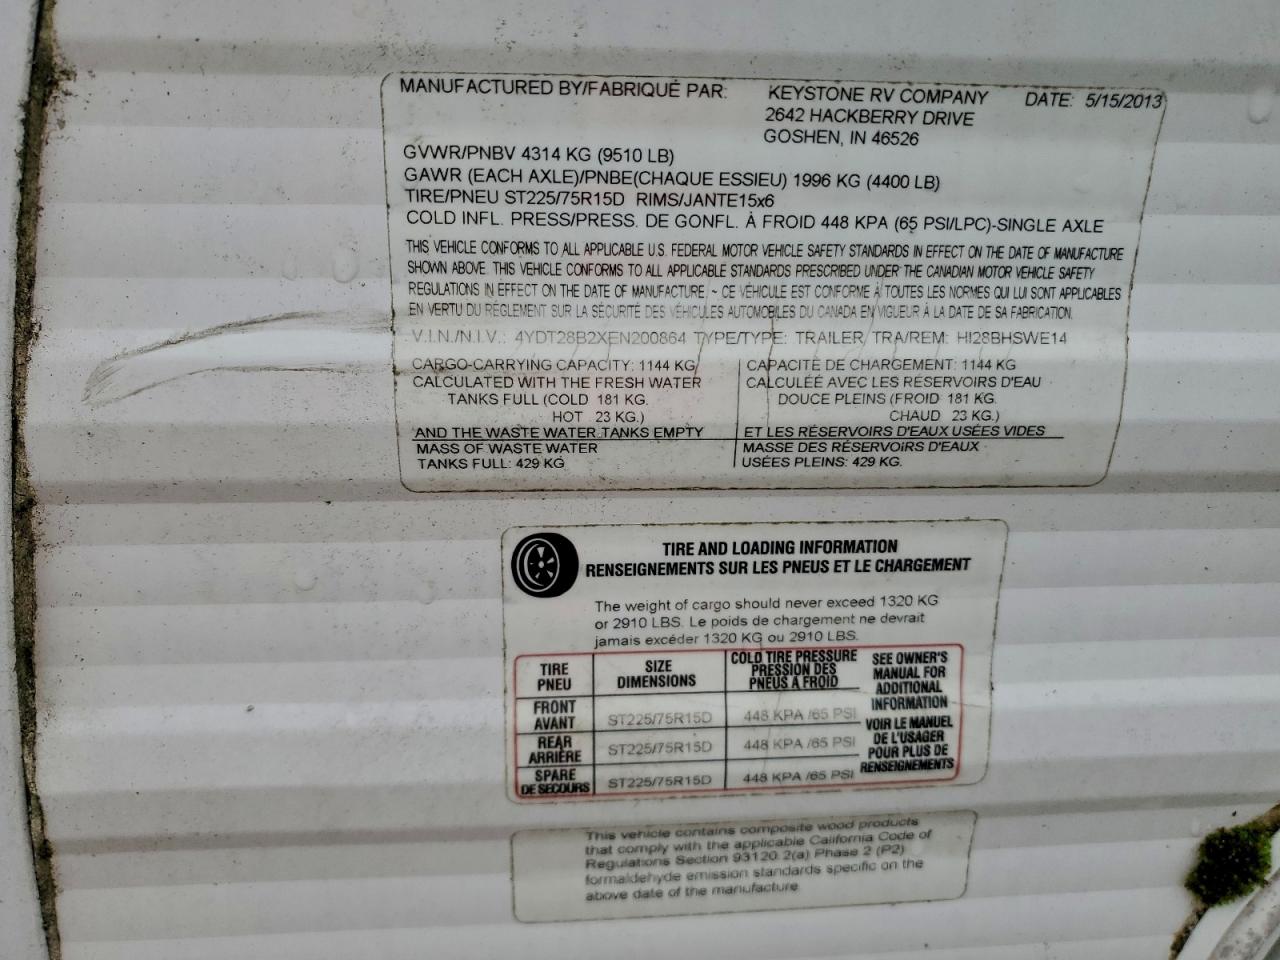 MANUFACTURED BY/FABRIQUÉ PAR: KEYSTONE RV COMPANY DATE: 5/15/2013
2642 HACKBERRY DRIVE
GOSHEN, IN 46526
GVWR/PNBV 4314 KG (9510 LB)
GAWR (EACH AXLE)/PNBE(CHAQUE ESSIEU) 1996 KG (4400 LB)
TIRE/PNEU ST225/75R15D RIMS/JANTE15x6
COLD INFL. PRESS/PRESS. DE GONFL. À FROID 448 KPA (65 PSI/LPC)-SINGLE AXLE
THIS VEHICLE CONFORMS TO ALL APPLICABLE U.S. FEDERAL MOTOR VEHICLE SAFETY STANDARDS IN EFFECT ON THE DATE OF MANUFACTURE
SHOWN ABOVE. THIS VEHICLE CONFORMS TO ALL APPLICABLE STANDARDS PRESCRIBED UNDER THE CANADIAN MOTOR VEHICLE SAFETY
REGULATIONS IN EFFECT ON THE DATE OF MANUFACTURE ~ CE VÉHICULE EST CONFORME À TOUTES LES NORMES QUI LUI SONT APPLICABLES
EN VERTU DU RÈGLEMENT SUR LA SÉCURITÉ DES VÉHICULES AUTOMOBILES DU CANADA EN VIGUEUR À LA DATE DE SA FABRICATION.
V.I.N./N.I.V.: 4YDT28B2XEN200864 TYPE/TYPE: TRAILER, TRA/REM: HI28BHSWE14
CARGO-CARRYING CAPACITY: 1144 KG
CALCULATED WITH THE FRESH WATER
TANKS FULL (COLD 181 KG.
HOT 23 KG.)
AND THE WASTE WATER TANKS EMPTY
MASS OF WASTE WATER
TANKS FULL: 429 KG
CAPACITÉ DE CHARGEMENT: 1144 KG
CALCULÉE AVEC LES RÉSERVOIRS D'EAU
DOUCE PLEINS (FROID 181 KG.
CHAUD 23 KG.)
ET LES RÉSERVOIRS D'EAUX USÉES VIDES
MASSE DES RÉSERVOIRS D'EAUX
USÉES PLEINS: 429 KG.
TIRE AND LOADING INFORMATION
RENSEIGNEMENTS SUR LES PNEUS ET LE CHARGEMENT
The weight of cargo should never exceed 1320 KG
or 2910 LBS. Le poids de chargement ne devrait
jamais excéder 1320 KG ou 2910 LBS.
TIRE
PNEU
SIZE
DIMENSIONS
COLD TIRE PRESSURE
PRESSION DES
PNEUS À FROID
FRONT
AVANT
ST225/75R15D 448 KPA /65 PSI
REAR
ARRIÈRE
ST225/75R15D 448 KPA /65 PSI
SPARE
DE SECOURS
ST225/75R15D 448 KPA /65 PSI
SEE OWNER'S
MANUAL FOR
ADDITIONAL
INFORMATION
VOIR LE MANUEL
DE L'USAGER
POUR PLUS DE
RENSEIGNEMENTS
This vehicle contains composite wood products
that comply with the applicable California Code of
Regulations Section 93120.2(a) Phase 2 (P2)
formaldehyde emission standards specific on the
above date of the manufacture